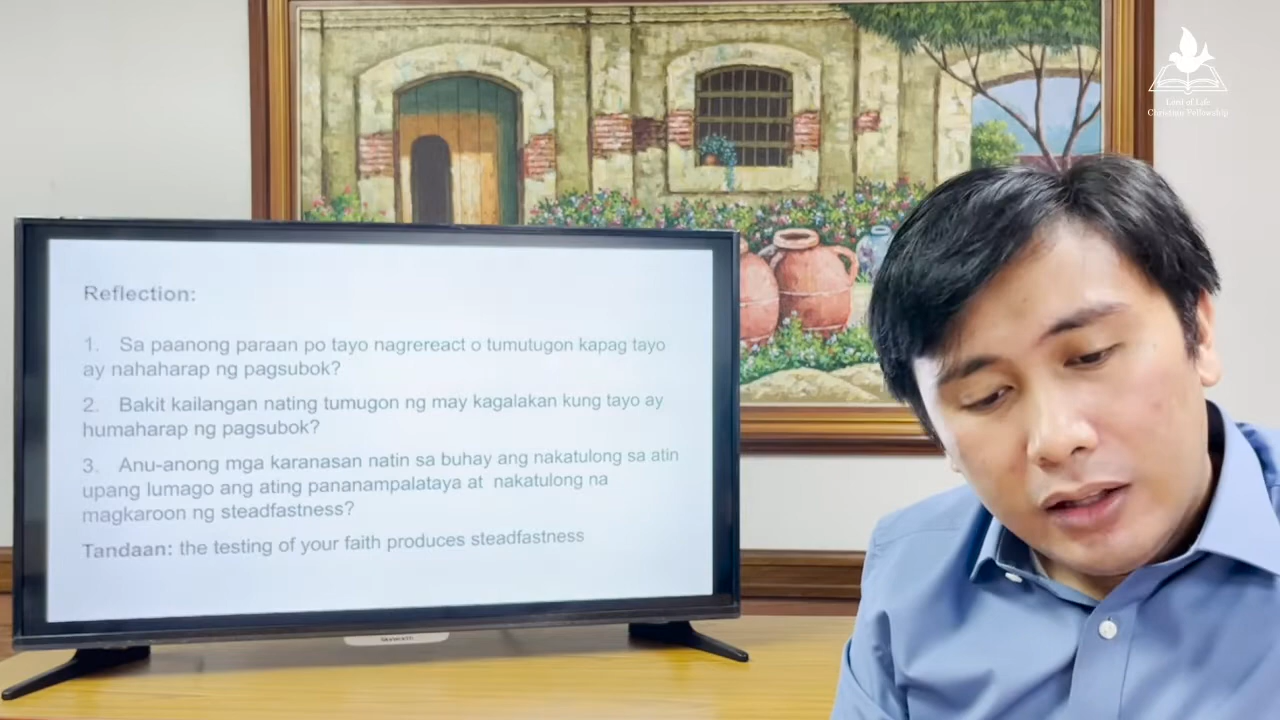 Lord of Life
Christian Fellowship
Reflection:
1. Sa paanong paraan po tayo nagrereact o tumutugon kapag tayo
ay nahaharap ng pagsubok?
2. Bakit kailangan nating tumugon ng may kagalakan kung tayo ay
humaharap ng pagsubok?
3. Anu-anong mga karanasan natin sa buhay ang nakatulong sa atin
upang lumago ang ating pananampalataya at nakatulong na
magkaroon ng steadfastness?
Tandaan: the testing of your faith produces steadfastness